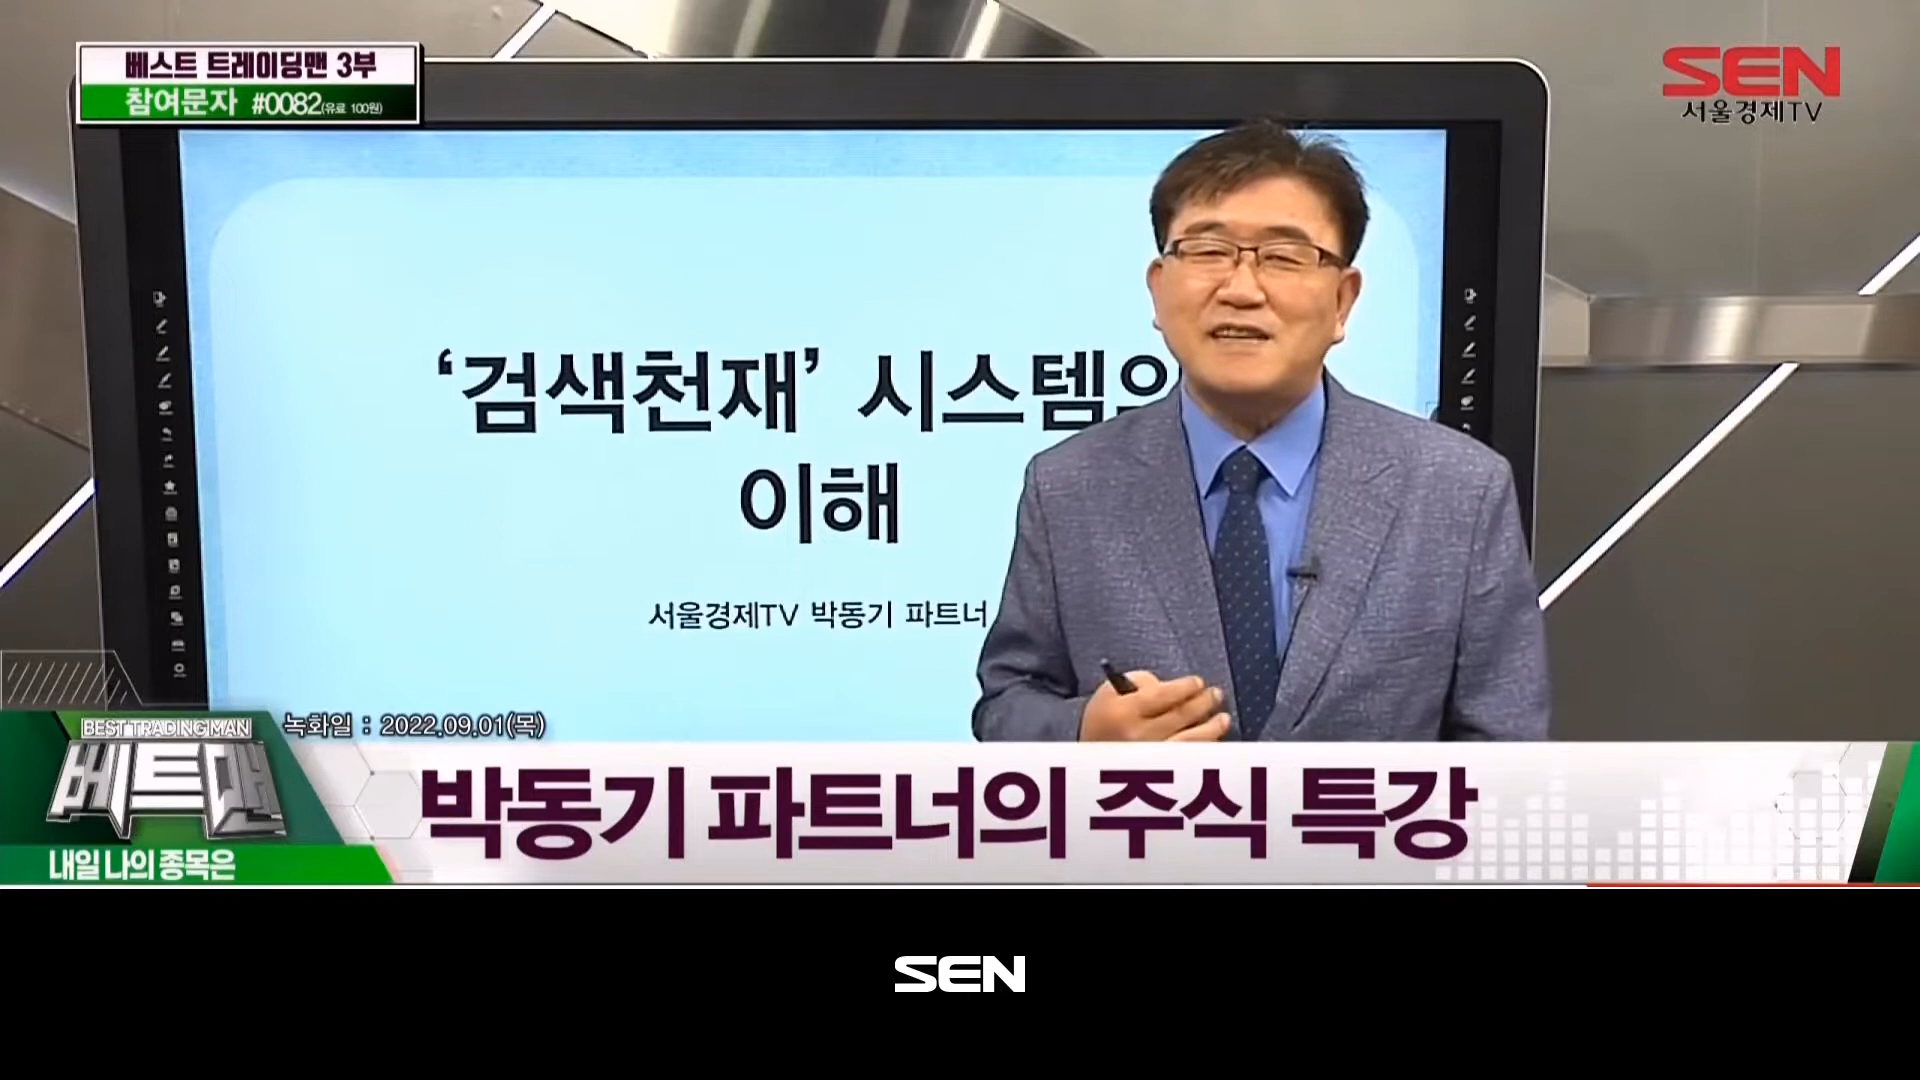 베스트 트레이딩맨 3부
참여문자 #0082(유료 100원)
SEN
서울경제TV
‘검색천재’ 시스템의
이해
서울경제TV 박동기 파트너
녹화일 : 2022.09.01(목)
BEST TRADING MAN
베트맨
내일 나의 종목은
박동기 파트너의 주식 특강
SEN